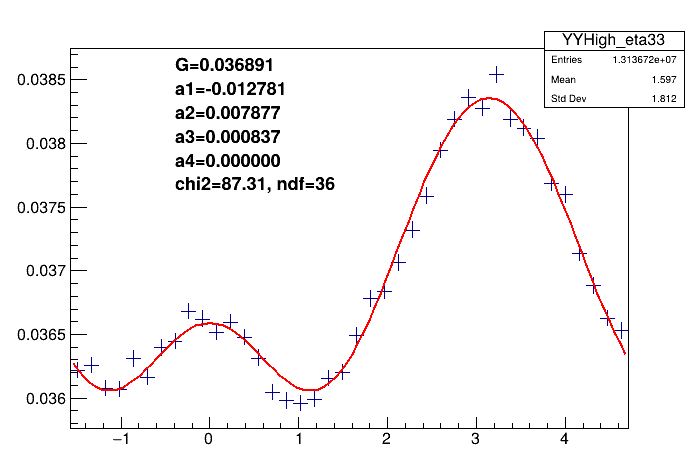 YYHigh_eta33
Entries 1.313672e+07
Mean 1.597
Std Dev 1.812
G=0.036891
a1=-0.012781
a2=0.007877
a3=0.000837
a4=0.000000
chi2=87.31, ndf=36
0.0385
0.038
0.0375
0.037
0.0365
0.036
−1 0 1 2 3 4